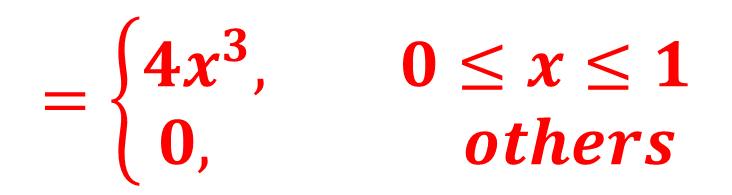 = { 4x³, 0 ≤ x ≤ 1
0, others